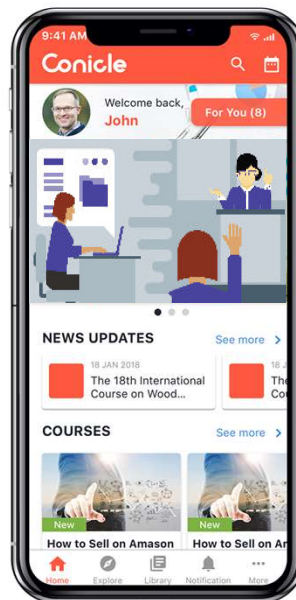 9:41 AM
Conicle
Welcome back,
John
For You (8)
NEWS UPDATES
See more >
18 JAN 2018
The 18th International
Course on Wood...
18 J
The
Cou
COURSES
See more >
New
How to Sell on Amason
New
How to Sell on Am
Home
Explore
Library
Notification
More